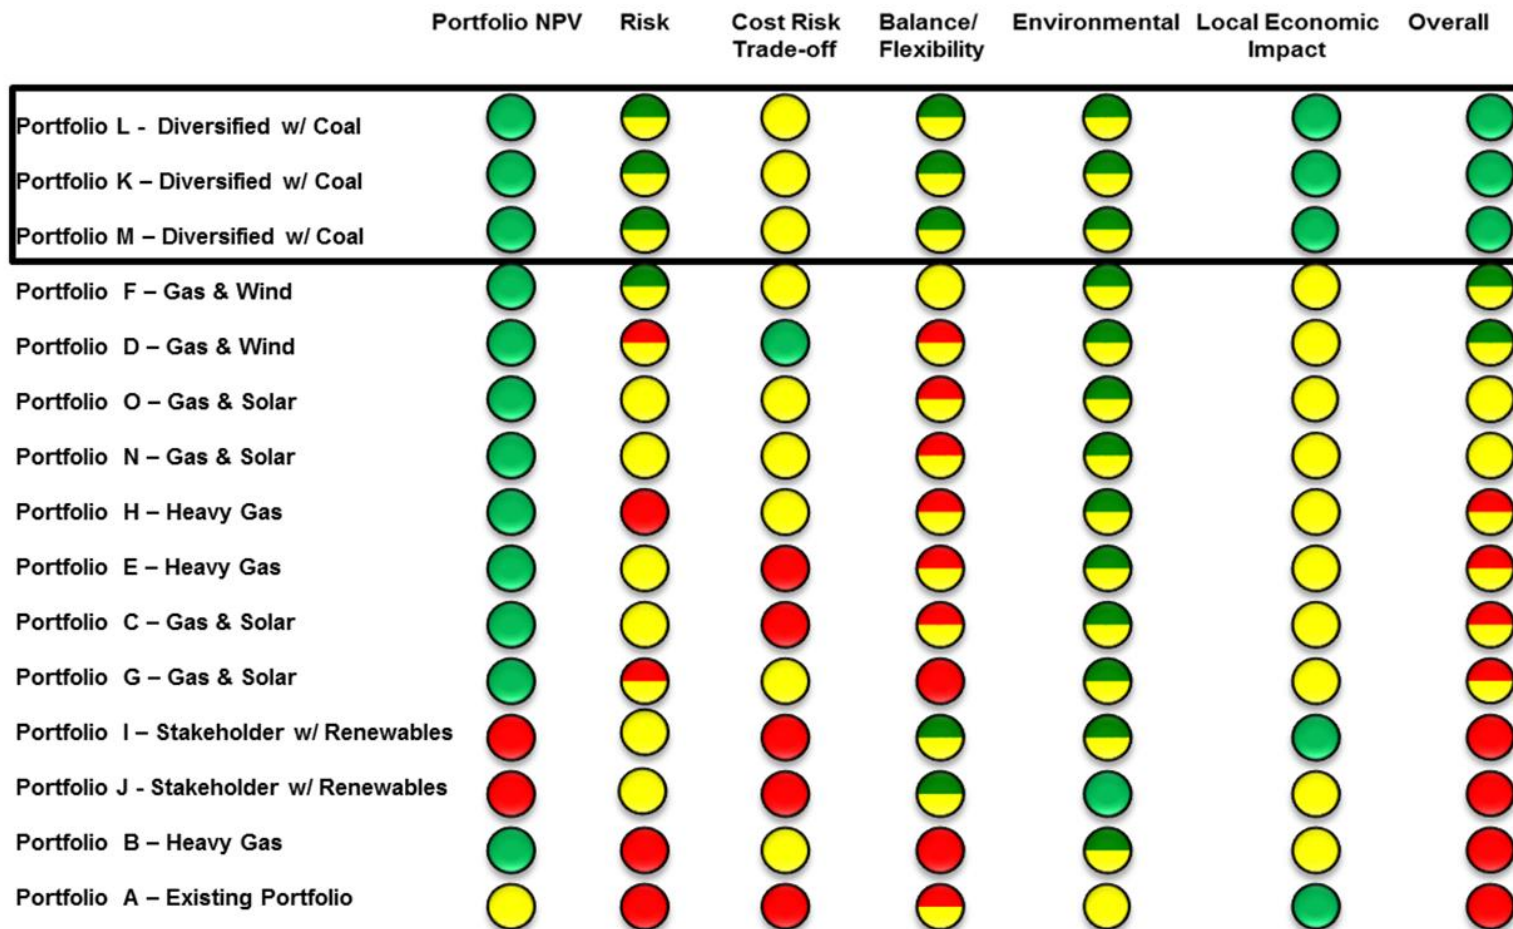 Portfolio NPV Risk Cost Risk Balance/ Environmental Local Economic Overall
Trade-off Flexibility Impact
Portfolio L - Diversified w/ Coal
Portfolio K – Diversified w/ Coal
Portfolio M – Diversified w/ Coal
Portfolio F – Gas & Wind
Portfolio D – Gas & Wind
Portfolio O – Gas & Solar
Portfolio N – Gas & Solar
Portfolio H – Heavy Gas
Portfolio E – Heavy Gas
Portfolio C – Gas & Solar
Portfolio G – Gas & Solar
Portfolio I – Stakeholder w/ Renewables
Portfolio J - Stakeholder w/ Renewables
Portfolio B – Heavy Gas
Portfolio A – Existing Portfolio